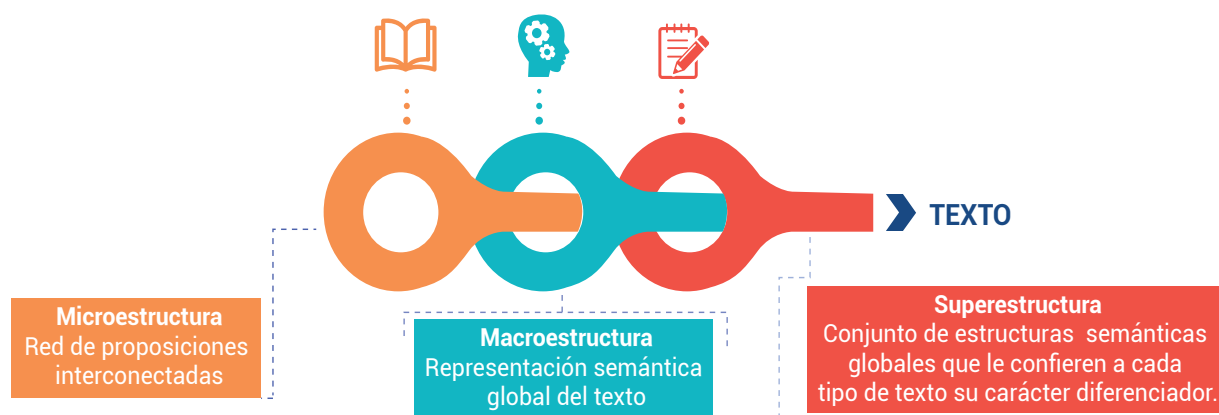 TEXTO
Microestructura
Red de proposiciones
interconectadas
Macroestructura
Representación semántica
global del texto
Superestructura
Conjunto de estructuras semánticas
globales que le confieren a cada
tipo de texto su carácter diferenciador.